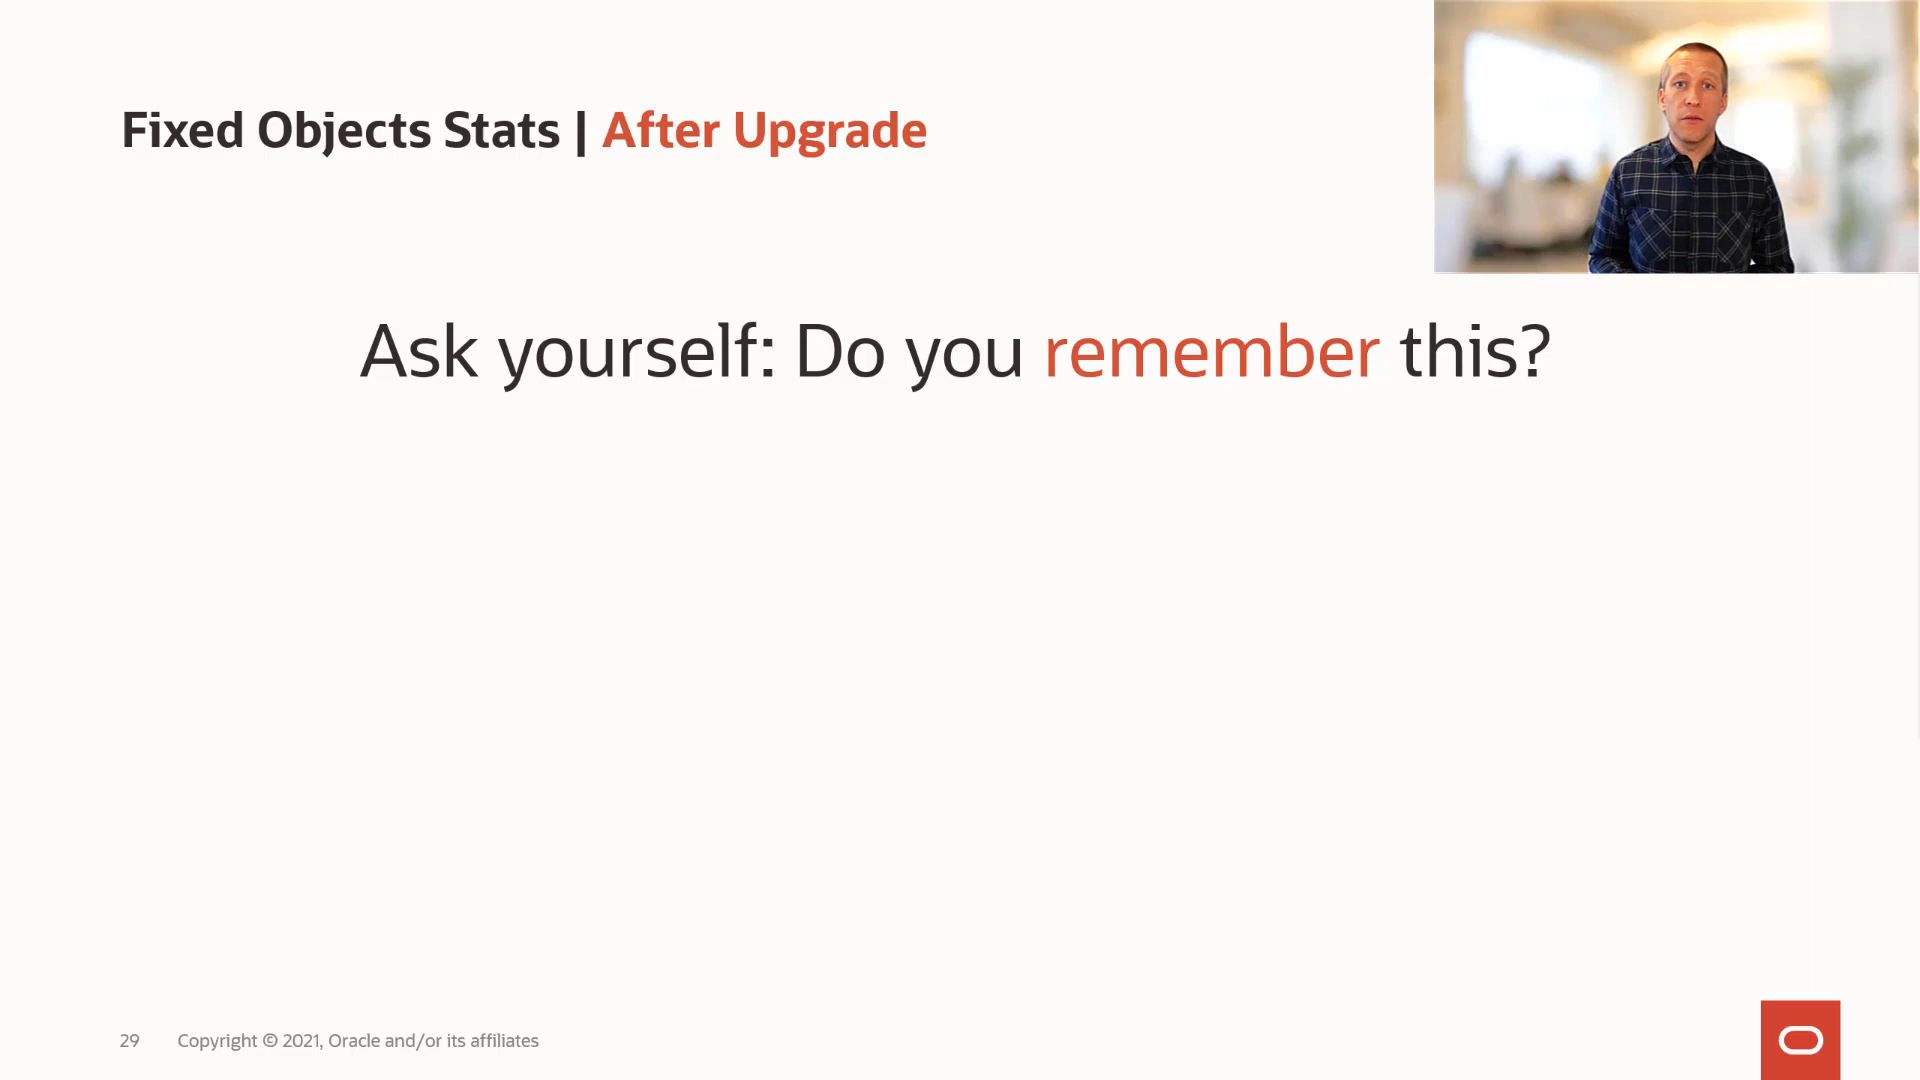 Fixed Objects Stats | After Upgrade
Ask yourself: Do you remember this?
29 Copyright © 2021, Oracle and/or its affiliates